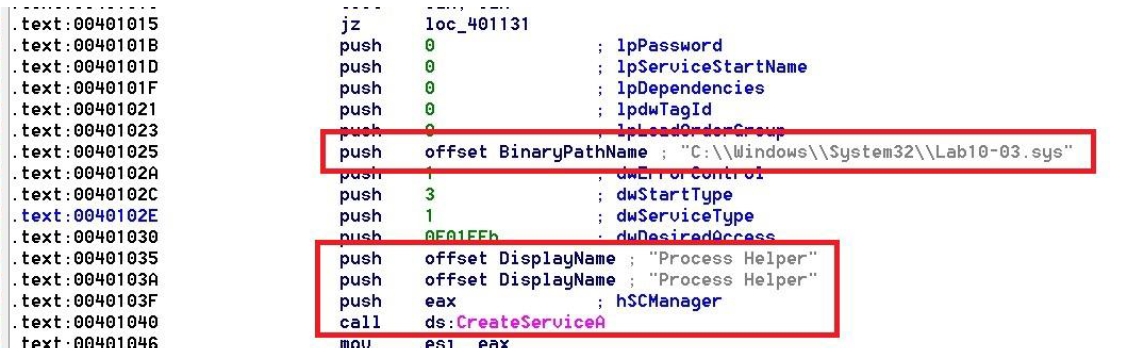 .text:00401015 jz loc_401131
.text:0040101B push 0 ; lpPassword
.text:0040101D push 0 ; lpServiceStartName
.text:0040101F push 0 ; lpDependencies
.text:00401021 push 0 ; lpdwTagId
.text:00401023 push 0 ; lpLoadOrderGroup
.text:00401025 push offset BinaryPathName ; "C:\\Windows\\System32\\Lab10-03.sys"
.text:0040102A push 1 ; dwErrorControl
.text:0040102C push 3 ; dwStartType
.text:0040102E push 1 ; dwServiceType
.text:00401030 push 0F01FFh ; dwDesiredAccess
.text:00401035 push offset DisplayName ; "Process Helper"
.text:0040103A push offset DisplayName ; "Process Helper"
.text:0040103F push eax ; hSCManager
.text:00401040 call ds:CreateServiceA
.text:00401046 mov esi, eax